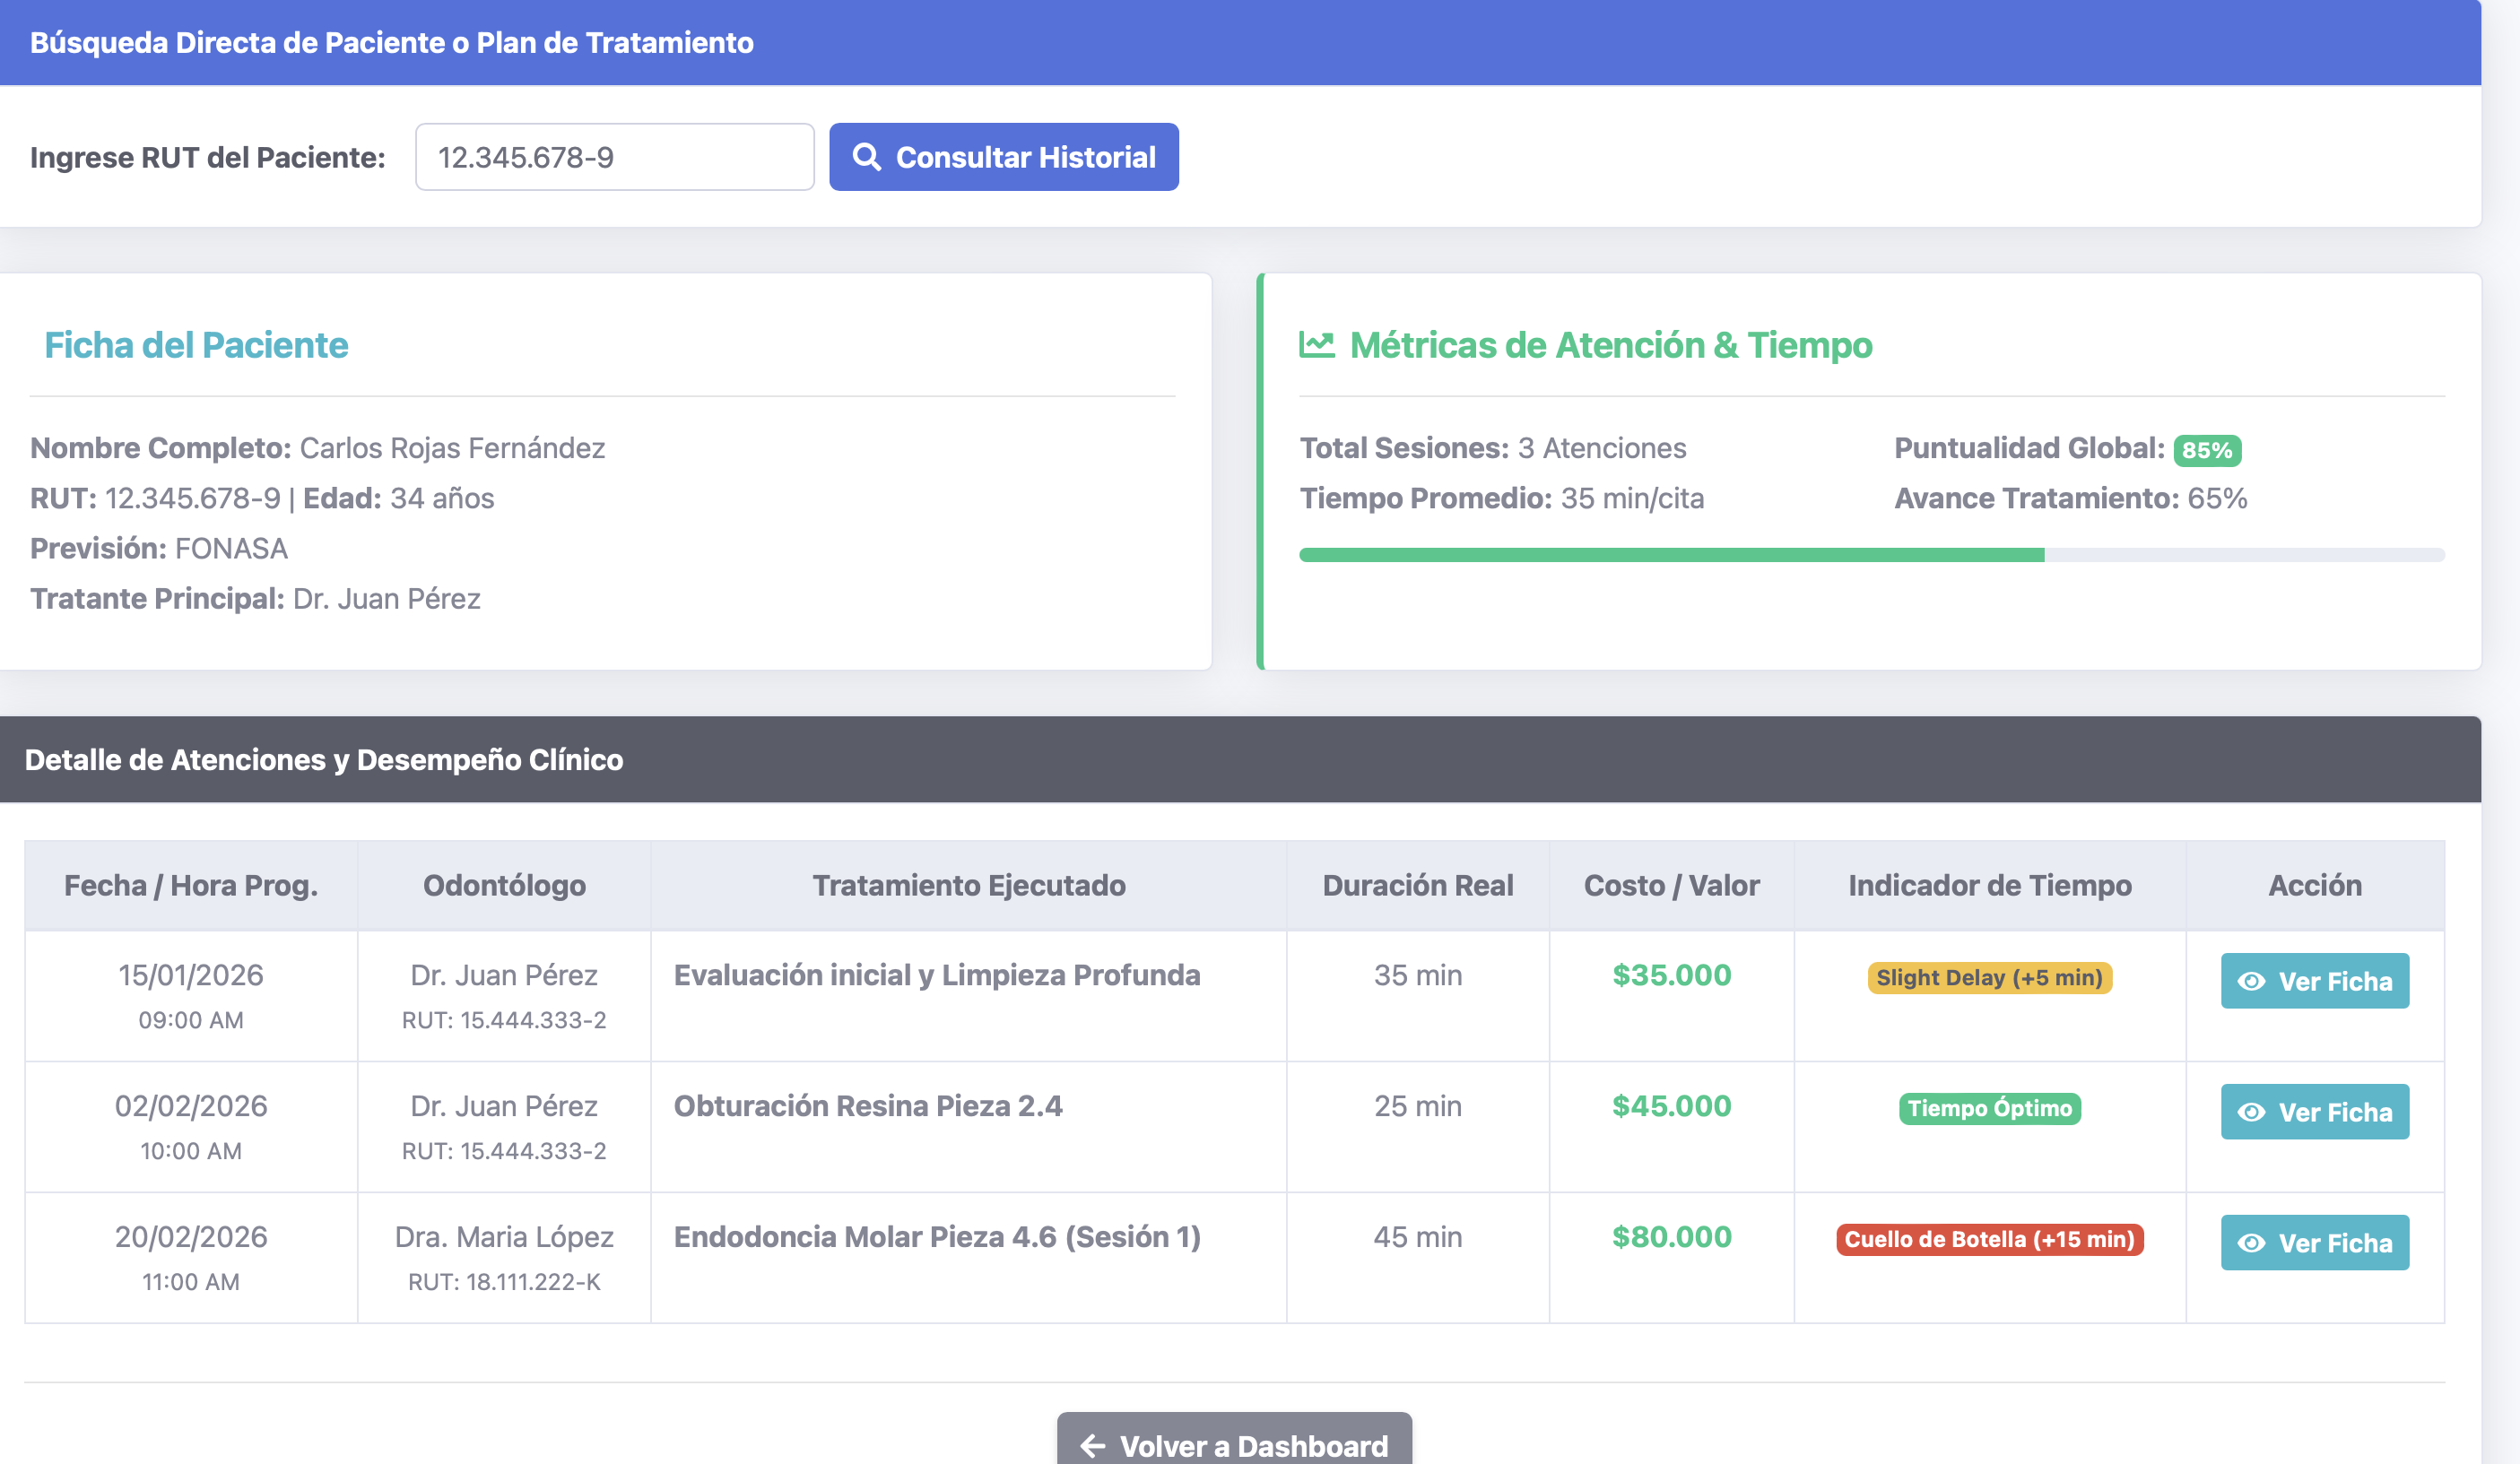 Búsqueda Directa de Paciente o Plan de Tratamiento
Ingrese RUT del Paciente: 12.345.678-9 Consultar Historial
Ficha del Paciente
Nombre Completo: Carlos Rojas Fernández
RUT: 12.345.678-9 | Edad: 34 años
Previsión: FONASA
Tratante Principal: Dr. Juan Pérez
Métricas de Atención & Tiempo
Total Sesiones: 3 Atenciones Puntualidad Global: 85%
Tiempo Promedio: 35 min/cita Avance Tratamiento: 65%
Detalle de Atenciones y Desempeño Clínico
Fecha / Hora Prog. Odontólogo Tratamiento Ejecutado Duración Real Costo / Valor Indicador de Tiempo Acción
15/01/2026 Dr. Juan Pérez Evaluación inicial y Limpieza Profunda 35 min $35.000 Slight Delay (+5 min) Ver Ficha
09:00 AM RUT: 15.444.333-2
02/02/2026 Dr. Juan Pérez Obturación Resina Pieza 2.4 25 min $45.000 Tiempo Óptimo Ver Ficha
10:00 AM RUT: 15.444.333-2
20/02/2026 Dra. Maria López Endodoncia Molar Pieza 4.6 (Sesión 1) 45 min $80.000 Cuello de Botella (+15 min) Ver Ficha
11:00 AM RUT: 18.111.222-K
Volver a Dashboard